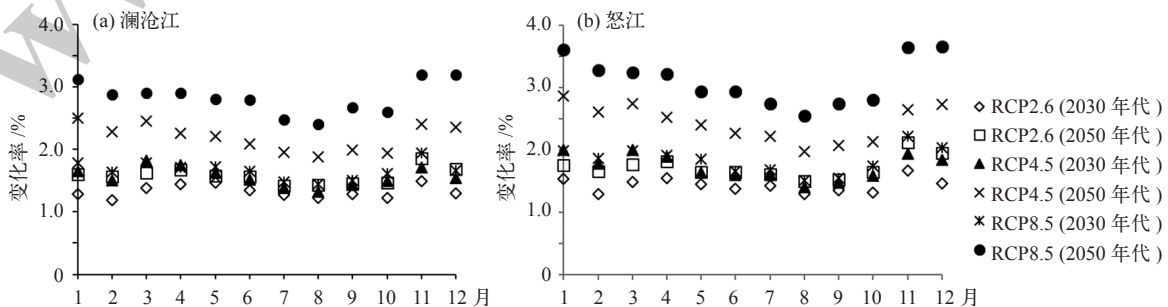 4.0
(a) 澜沧江
3.0
2.0
1.0
0
变化率 /%
1 2 3 4 5 6 7 8 9 10 11 12 月
4.0
(b) 怒江
3.0
2.0
1.0
0
变化率 /%
1 2 3 4 5 6 7 8 9 10 11 12 月
RCP2.6 (2030 年代 )
RCP2.6 (2050 年代 )
RCP4.5 (2030 年代 )
RCP4.5 (2050 年代 )
RCP8.5 (2030 年代 )
RCP8.5 (2050 年代 )